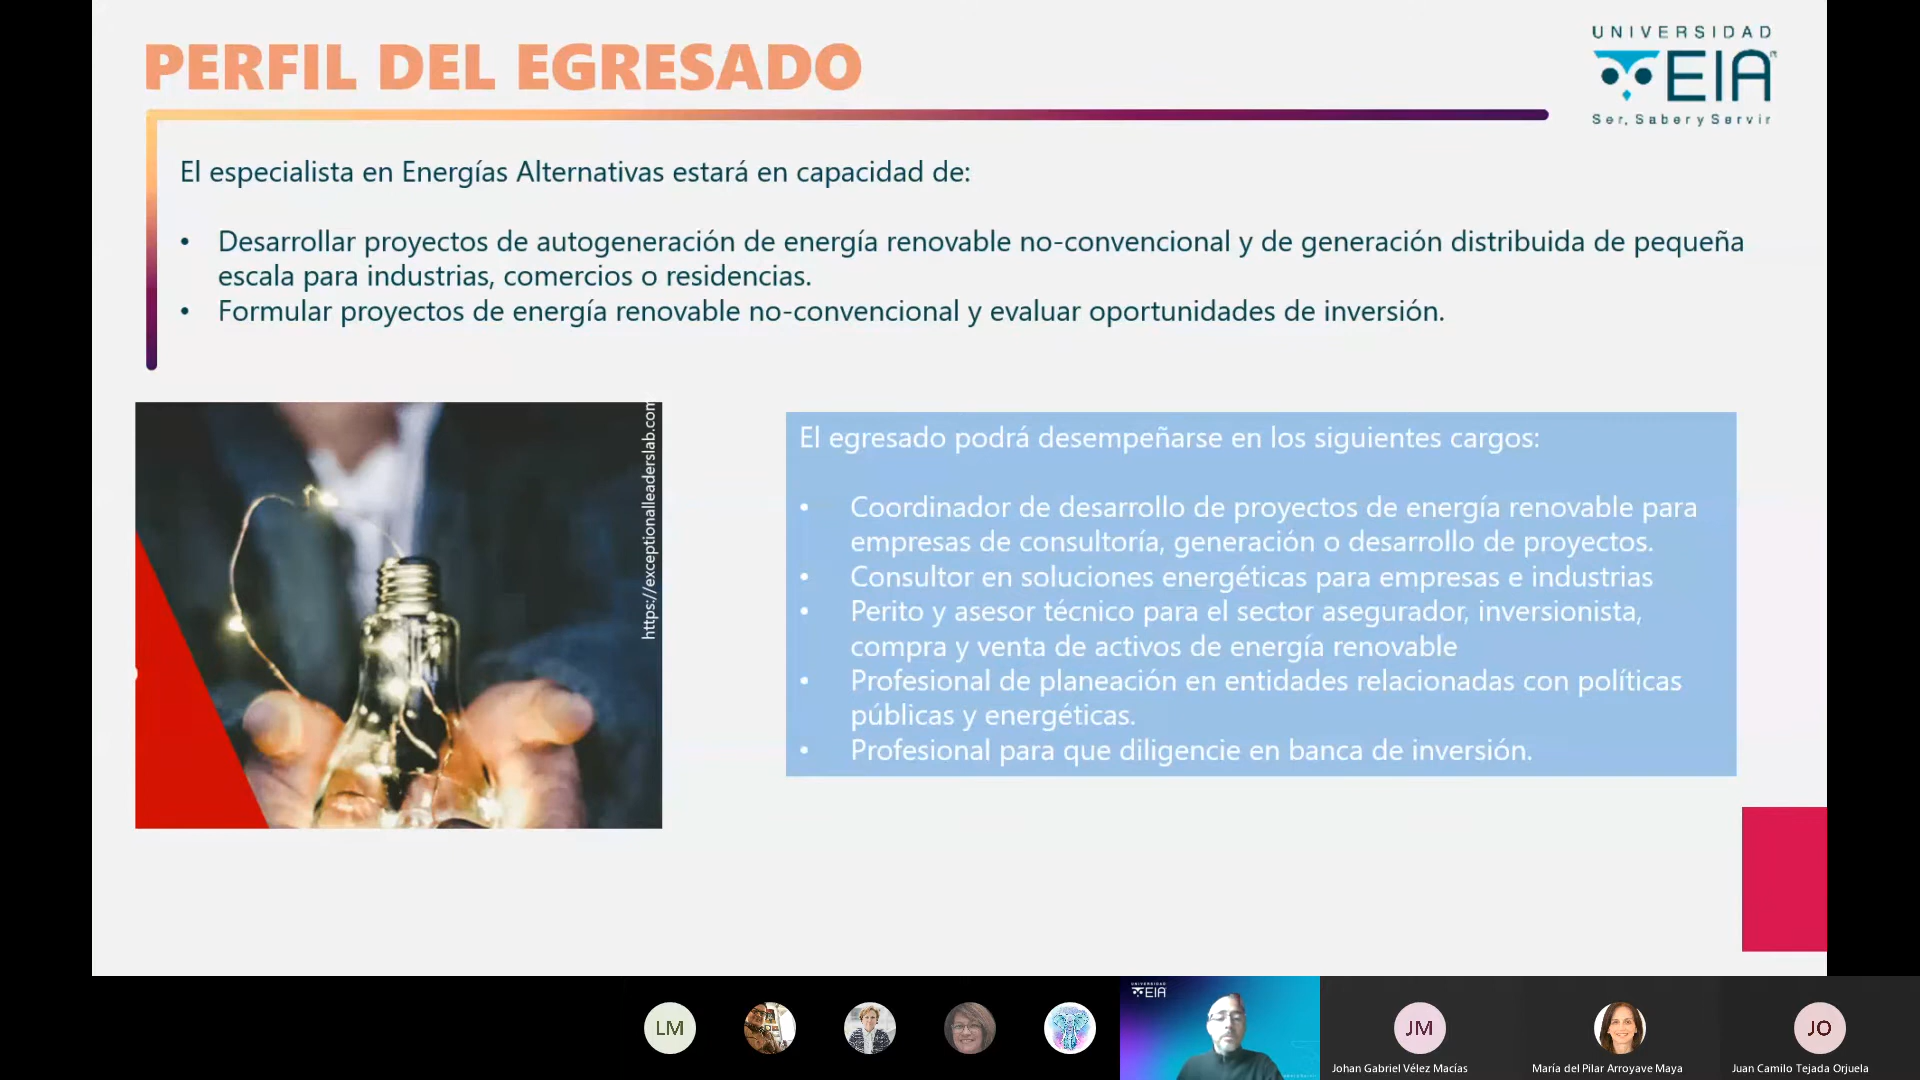 PERFIL DEL EGRESADO
UNIVERSIDAD
EIA
Ser, Saber y Servir
El especialista en Energías Alternativas estará en capacidad de:
• Desarrollar proyectos de autogeneración de energía renovable no-convencional y de generación distribuida de pequeña
escala para industrias, comercios o residencias.
• Formular proyectos de energía renovable no-convencional y evaluar oportunidades de inversión.
https://exceptionalleaderslab.com
El egresado podrá desempeñarse en los siguientes cargos:
• Coordinador de desarrollo de proyectos de energía renovable para
empresas de consultoría, generación o desarrollo de proyectos.
• Consultor en soluciones energéticas para empresas e industrias
• Perito y asesor técnico para el sector asegurador, inversionista,
compra y venta de activos de energía renovable
• Profesional de planeación en entidades relacionadas con políticas
públicas y energéticas.
• Profesional para que diligencie en banca de inversión.
LM
UNIVERSIDAD
EIA
JM
JO
Johan Gabriel Vélez Macías
María del Pilar Arroyave Maya
Juan Camilo Tejada Orjuela